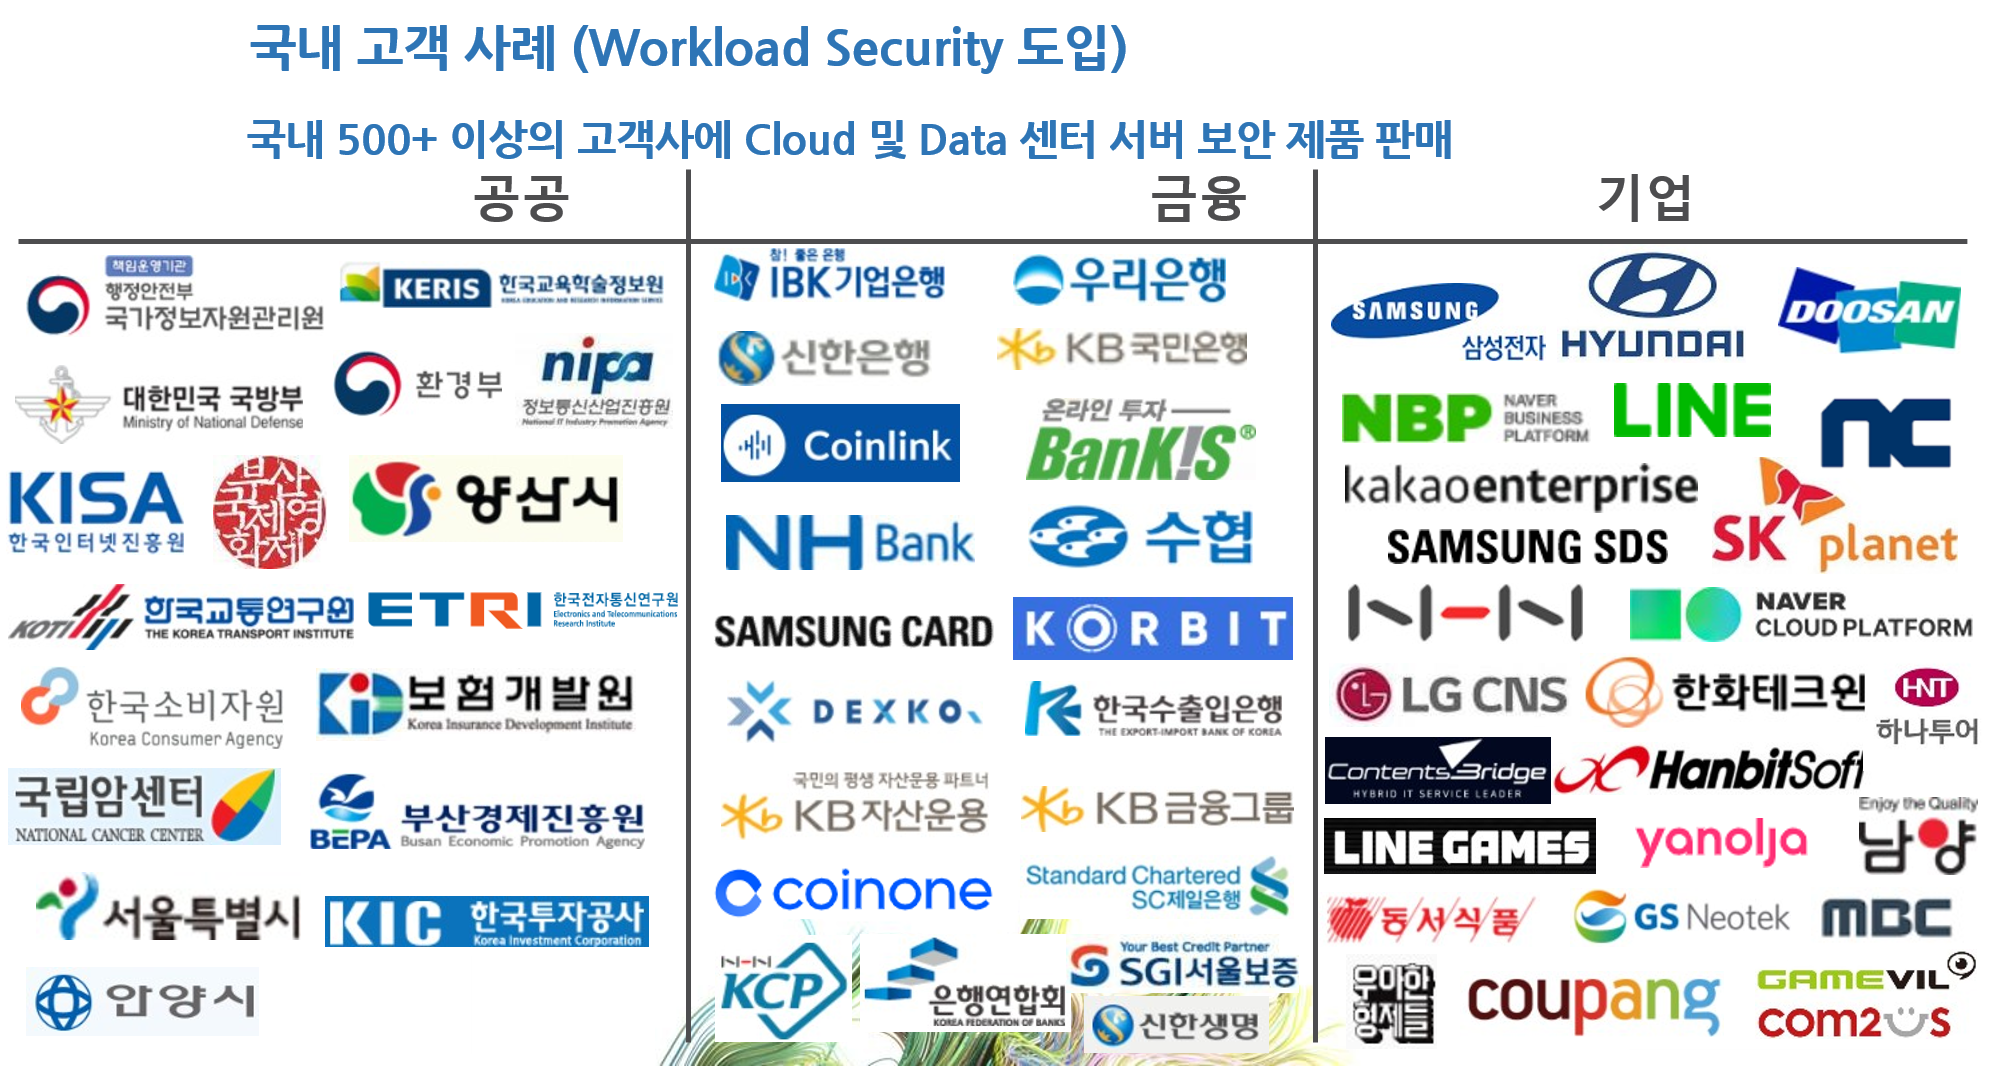 국내 고객 사례 (Workload Security 도입)
국내 500+ 이상의 고객사에 Cloud 및 Data 센터 서버 보안 제품 판매
공공
책임운영기관
행정안전부
국가정보자원관리원
KERIS 한국교육학술정보원
KOREA EDUCATION AND RESEARCH INFORMATION SERVICE
대한민국 국방부
Ministry of National Defense
환경부
nipa
정보통신산업진흥원
National IT Industry Promotion Agency
KISA
한국인터넷진흥원
부산
국제영
화제
양산시
KOTI 한국교통연구원
THE KOREA TRANSPORT INSTITUTE
ETRI 한국전자통신연구원
Electronics and Telecommunications
Research Institute
한국소비자원
Korea Consumer Agency
KiD 보험개발원
Korea Insurance Development Institute
국립암센터
NATIONAL CANCER CENTER
BEPA 부산경제진흥원
Busan Economic Promotion Agency
서울특별시
KIC 한국투자공사
Korea Investment Corporation
안양시
금융
참! 좋은 은행
IBK기업은행
우리은행
신한은행
KB국민은행
Coinlink
온라인 투자
BanK!S®
NH Bank
수협
SAMSUNG CARD
KORBIT
DEXKO
한국수출입은행
THE EXPORT-IMPORT BANK OF KOREA
국민의 평생 자산운용 파트너
KB자산운용
KB금융그룹
coinone
Standard Chartered
SC제일은행
NHN
KCP
은행연합회
KOREA FEDERATION OF BANKS
Your Best Credit Partner
SGI서울보증
신한생명
기업
SAMSUNG
삼성전자
HYUNDAI
DOOSAN
NBP NAVER
BUSINESS
PLATFORM
LINE
NC
kakaoenterprise
SAMSUNG SDS
SK planet
NHN
NAVER
CLOUD PLATFORM
LG CNS
한화테크윈
HNT
하나투어
ContentsBridge
HYBRID IT SERVICE LEADER
HanbitSoft
LINE GAMES
yanolja
Enjoy the Quality
남양
동서식품
GS Neotek
MBC
우아한
형제들
coupang
GAMEVIL
com2uS